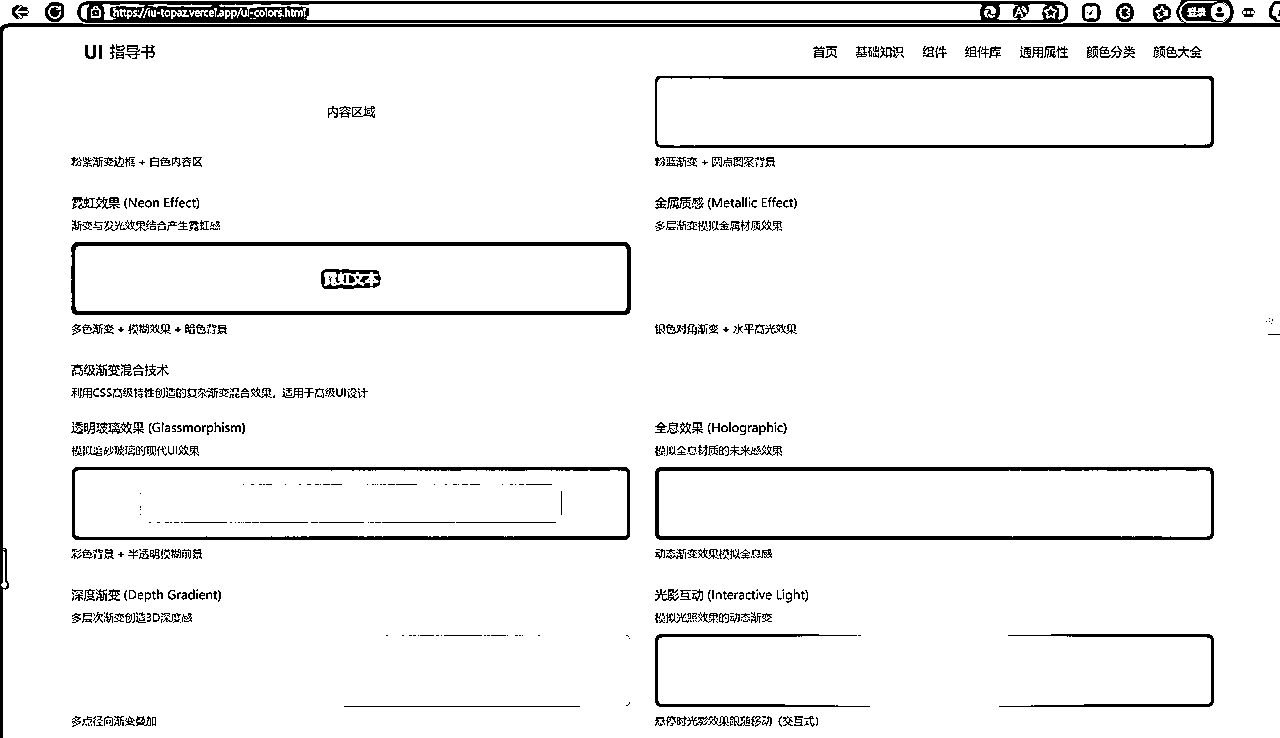 https://iu-topaz.vercel.app/ui-colors.html
登录
UI 指导书
首页 基础知识 组件 组件库 通用属性 颜色分类 颜色大全
内容区域
粉紫渐变边框 + 白色内容区
粉蓝渐变 + 圆点图案背景
霓虹效果 (Neon Effect)
渐变与发光效果结合产生霓虹感
霓虹文本
多色渐变 + 模糊效果 + 暗色背景
金属质感 (Metallic Effect)
多层渐变模拟金属材质效果
银色对角渐变 + 水平高光效果
高级渐变混合技术
利用CSS高级特性创造的复杂渐变混合效果，适用于高级UI设计
透明玻璃效果 (Glassmorphism)
模拟磨砂玻璃的现代UI效果
彩色背景 + 半透明模糊前景
全息效果 (Holographic)
模拟全息材质的未来感效果
动态渐变效果模拟全息感
深度渐变 (Depth Gradient)
多层次渐变创造3D深度感
多点径向渐变叠加
光影互动 (Interactive Light)
模拟光照效果的动态渐变
悬停时光影效果跟随移动（交互式）